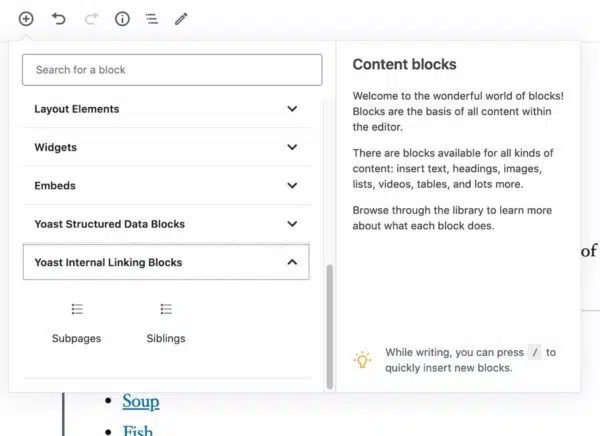 Search for a block
Layout Elements
Widgets
Embeds
Yoast Structured Data Blocks
Yoast Internal Linking Blocks
Subpages
Siblings
Content blocks
Welcome to the wonderful world of blocks!
Blocks are the basis of all content within
the editor.
There are blocks available for all kinds of
content: insert text, headings, images,
lists, videos, tables, and lots more.
Browse through the library to learn more
about what each block does.
While writing, you can press / to
quickly insert new blocks.
of
Soup
Fish